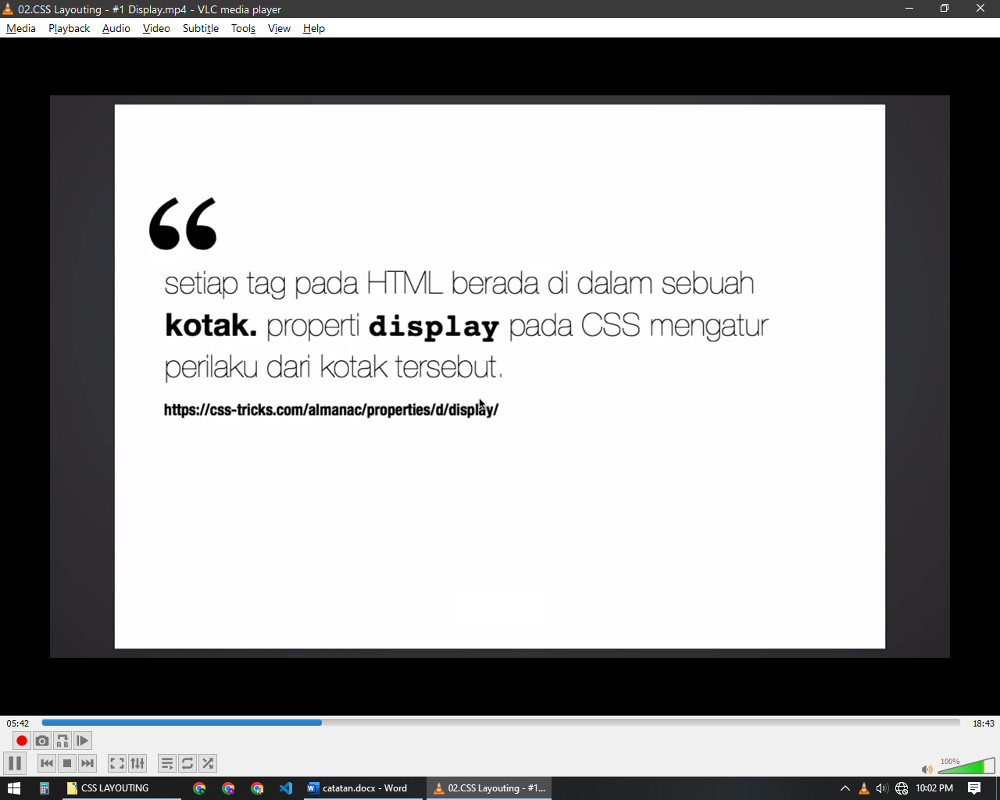 02.CSS Layouting - #1 Display.mp4 - VLC media player
Media Playback Audio Video Subtitle Tools View Help
“
setiap tag pada HTML berada di dalam sebuah
kotak. properti display pada CSS mengatur
perilaku dari kotak tersebut.
https://css-tricks.com/almanac/properties/d/display/
05:42 18:43
A B
100%
CSS LAYOUTING catatan.docx - Word 02.CSS Layouting - #1... 10:02 PM